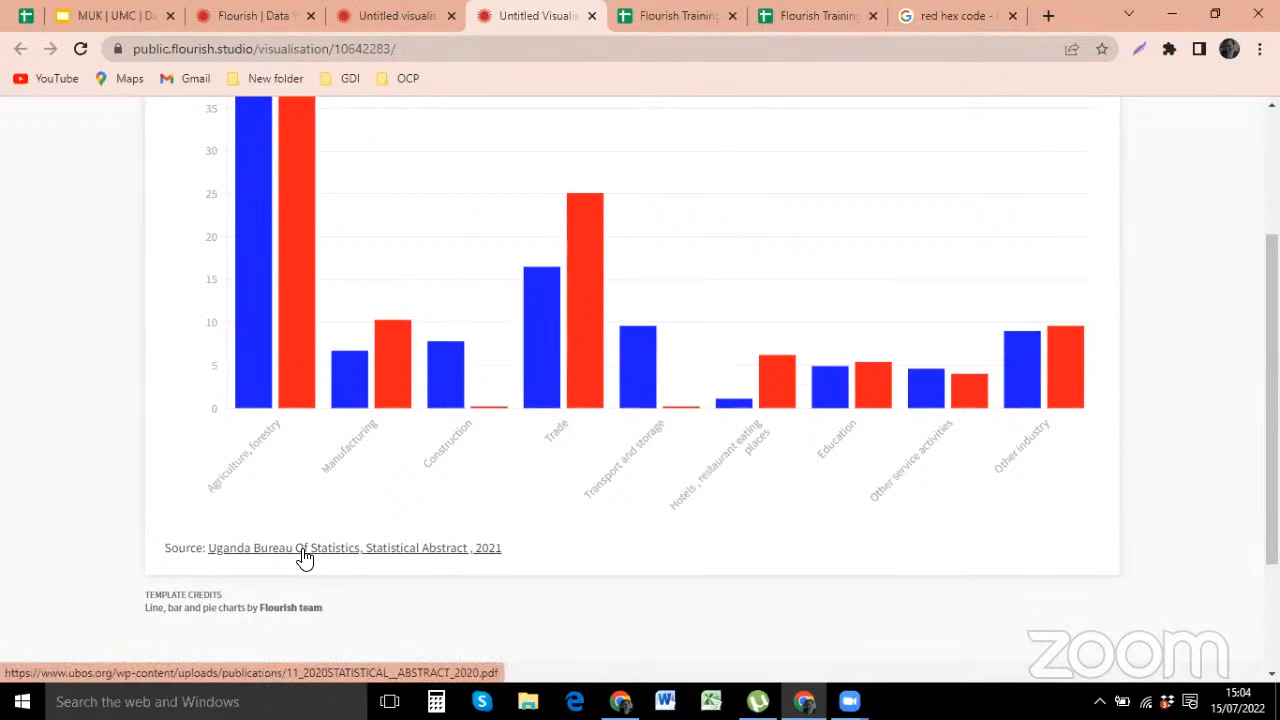 MUK | UMC | Da
Flourish | Data V
Untitled visualis
Untitled Visualis
Flourish Training
Flourish Training
red hex code -
public.flourish.studio/visualisation/10642283/
YouTube
Maps
Gmail
New folder
GDI
OCP
35
30
25
20
15
10
5
0
Agriculture, forestry
Manufacturing
Construction
Trade
Transport and storage
Hotels , restaurant eating
places
Education
Other service activities
Other industry
Source: Uganda Bureau Of Statistics, Statistical Abstract , 2021
TEMPLATE CREDITS
Line, bar and pie charts by Flourish team
zoom
https://www.ubos.org/wp-content/uploads/publications/11_2020STATISTICAL__ABSTRACT_2020.pdf
Search the web and Windows
15:04
15/07/2022